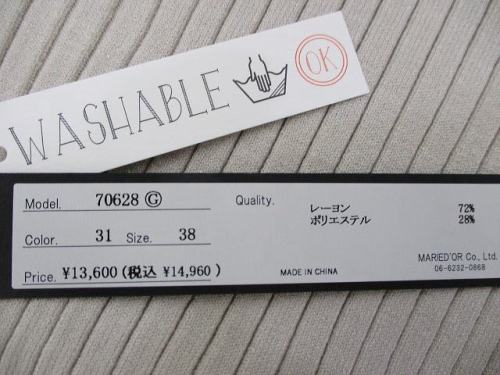 WASHABLE OK
Model. 70628 G Quality.
レーヨン 72%
ポリエステル 28%
Color. 31 Size. 38
MARIED'OR Co., Ltd.
06-6232-0868
Price. ¥13,600 (税込 ¥14,960) MADE IN CHINA